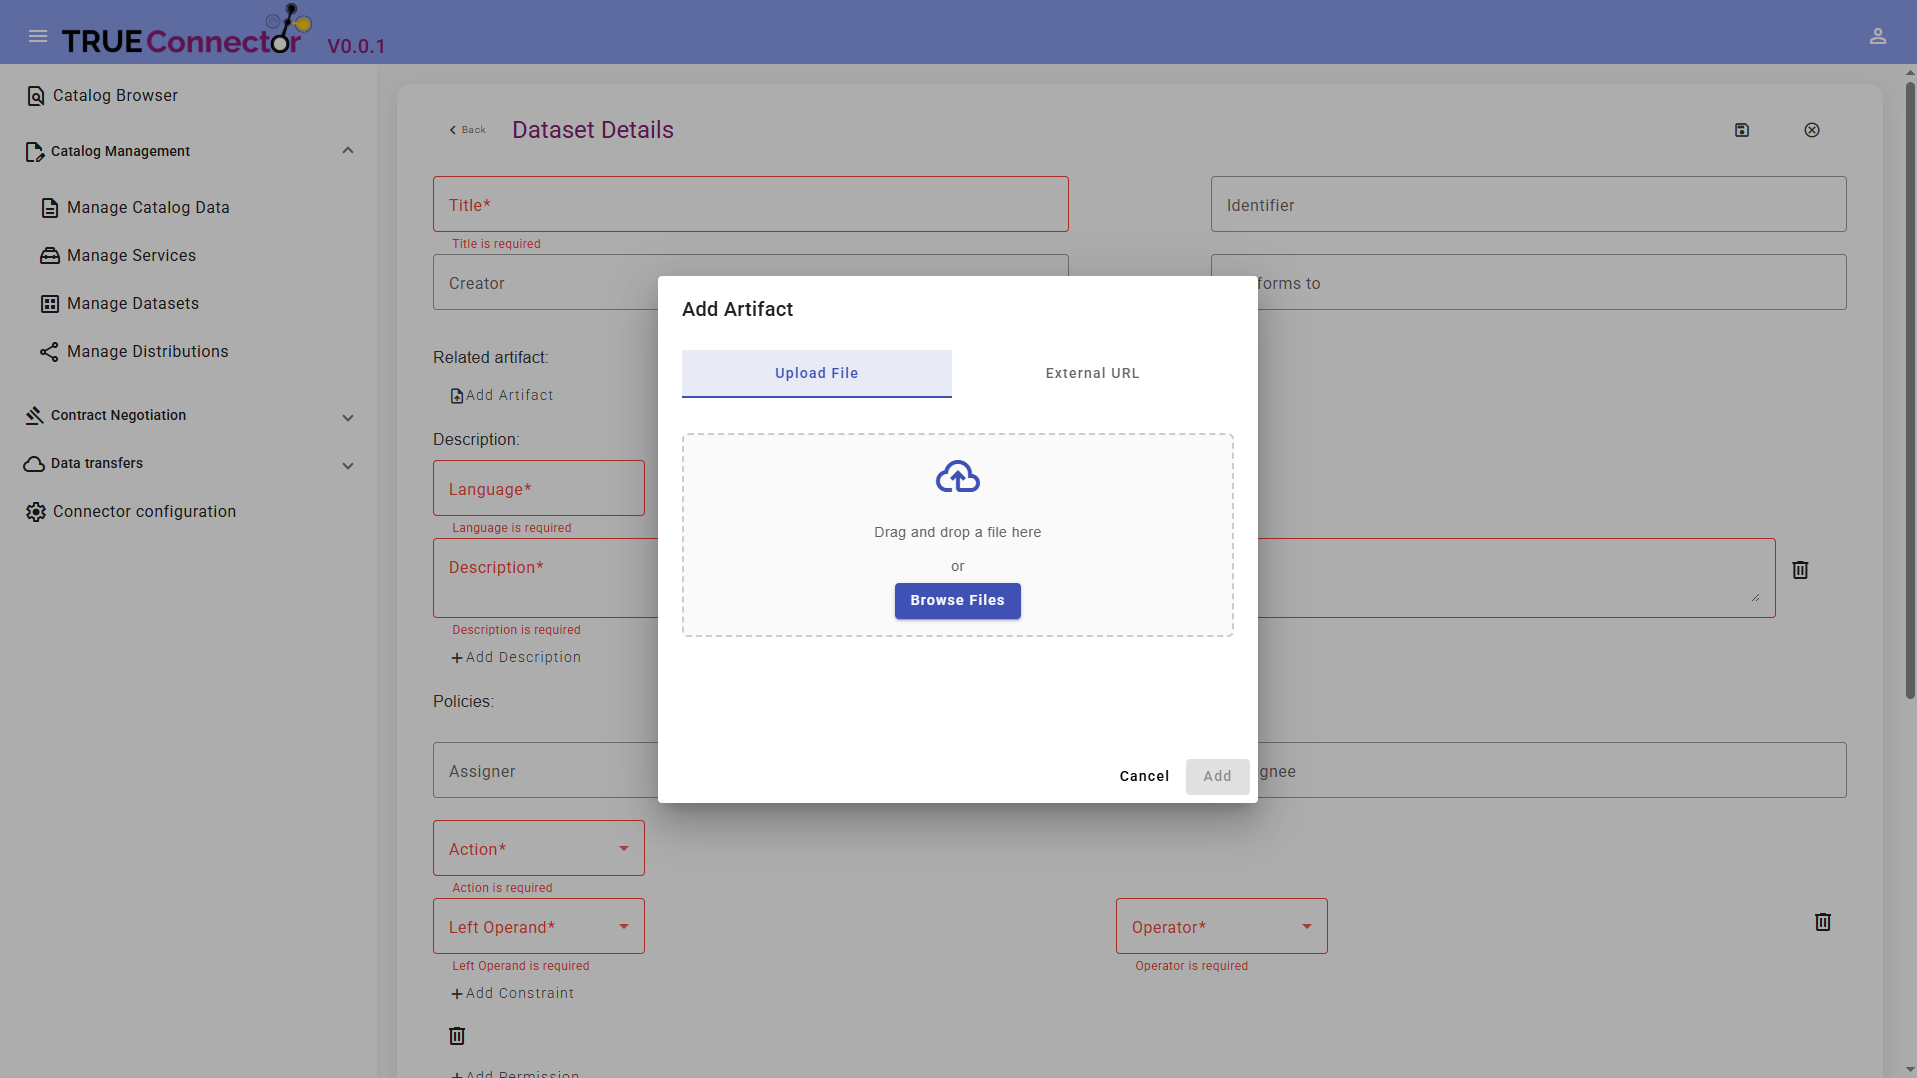 TRUEConnector V0.0.1
Catalog Browser
Catalog Management
Manage Catalog Data
Manage Services
Manage Datasets
Manage Distributions
Contract Negotiation
Data transfers
Connector configuration
Back
Dataset Details
Title*
Title is required
Identifier
Creator
forms to
Related artifact:
Add Artifact
Description:
Language*
Language is required
Description*
Description is required
Add Description
Policies:
Assigner
gnee
Action*
Action is required
Left Operand*
Left Operand is required
Operator*
Operator is required
Add Constraint
Add Permission
Add Artifact
Upload File
External URL
Drag and drop a file here
or
Browse Files
Cancel
Add